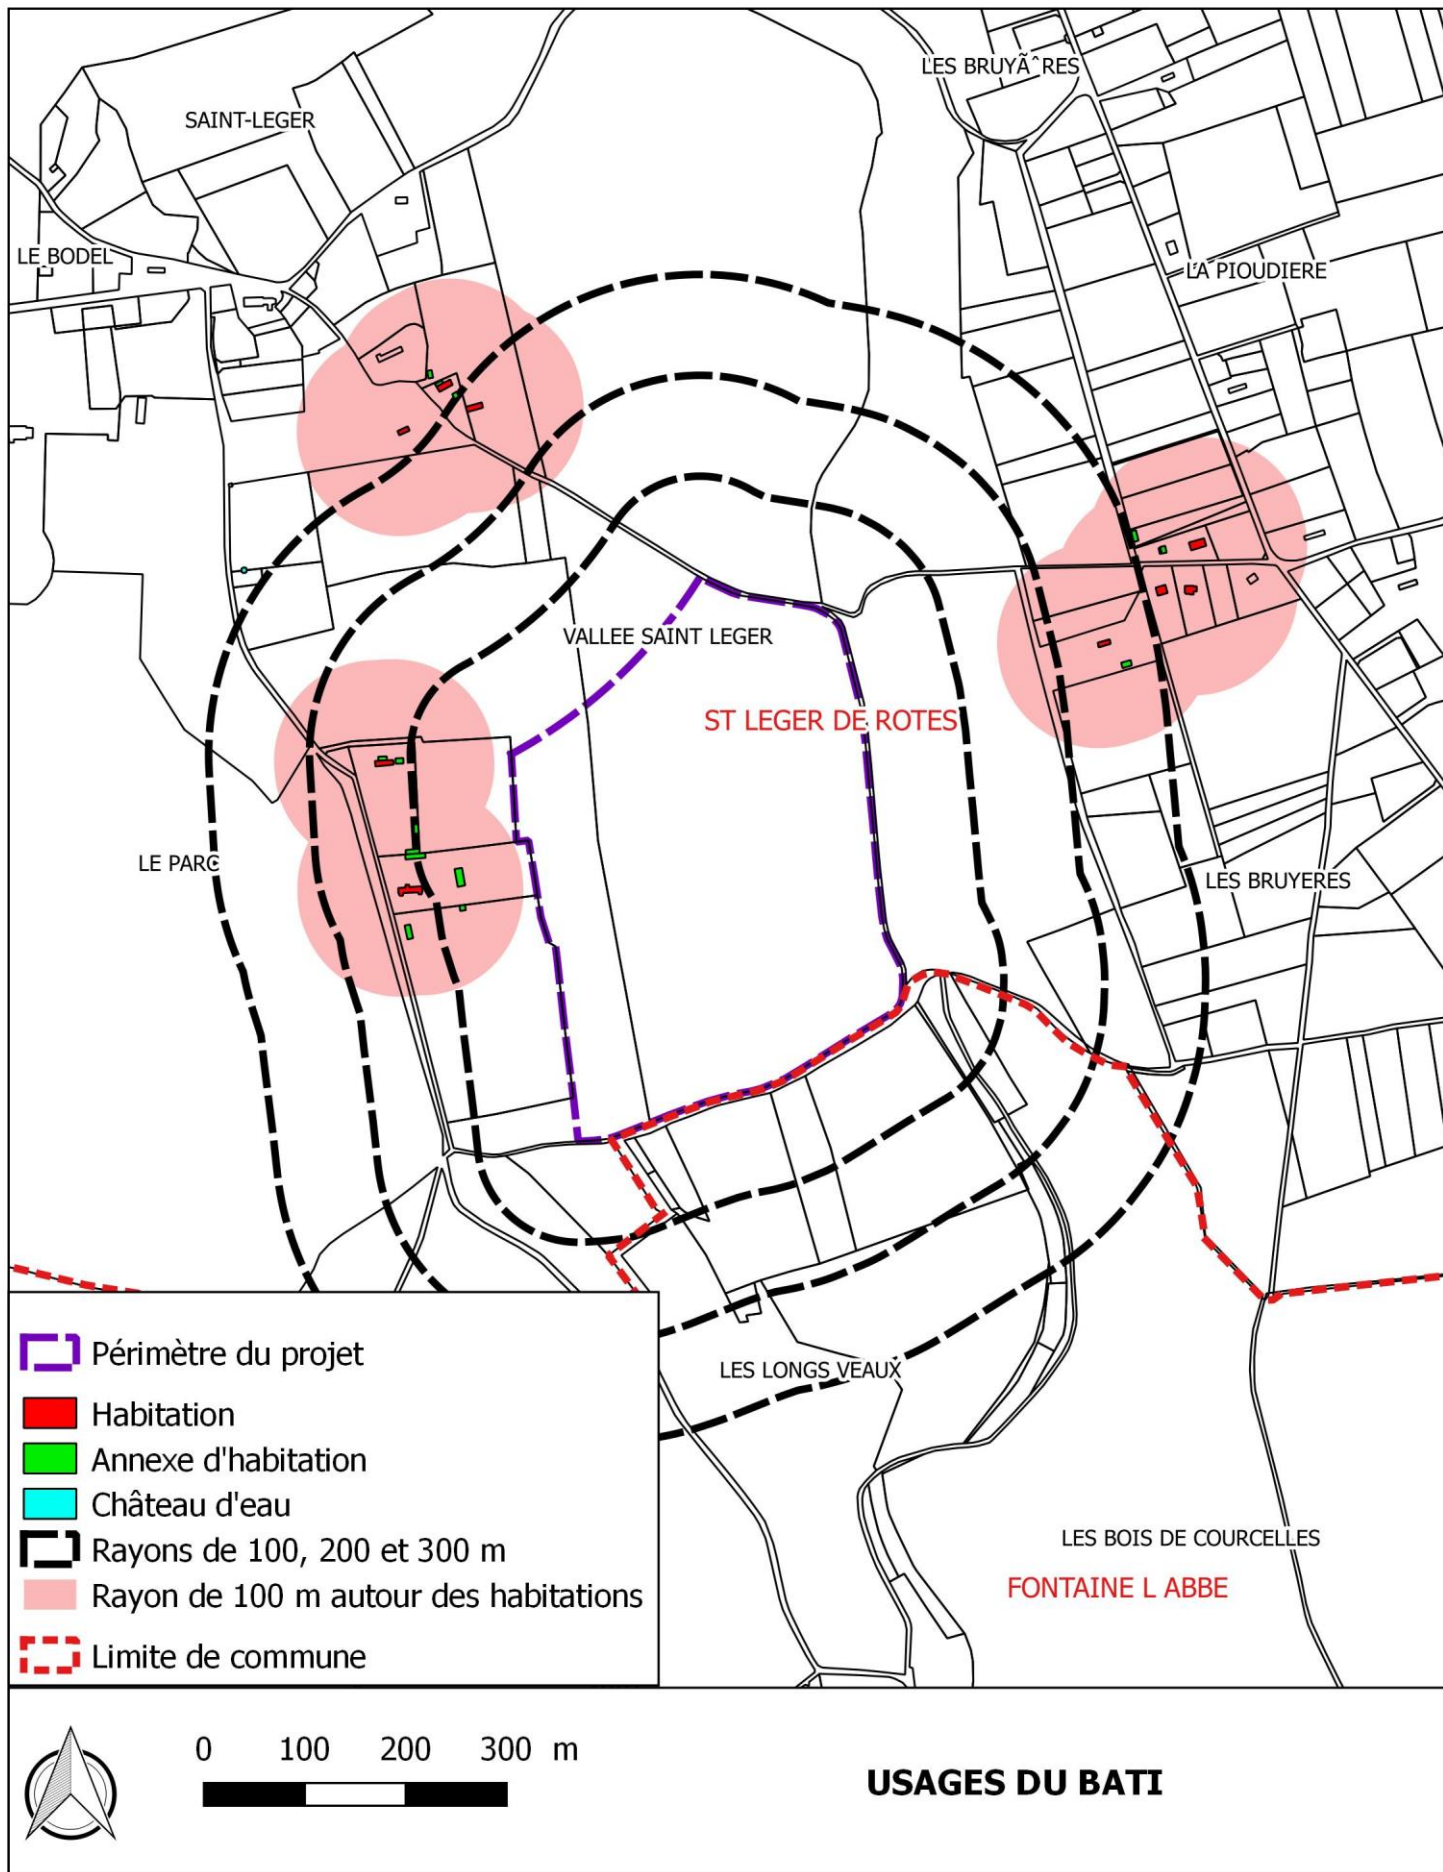 LES BRUYÃˆRES
SAINT-LEGER
LE BODEL
LA PIOUDIERE
VALLEE SAINT LEGER
ST LEGER DE ROTES
LE PARC
LES BRUYERES
LES LONGS VEAUX
LES BOIS DE COURCELLES
FONTAINE L ABBE
Périmètre du projet
Habitation
Annexe d'habitation
Château d'eau
Rayons de 100, 200 et 300 m
Rayon de 100 m autour des habitations
Limite de commune
0 100 200 300 m
USAGES DU BATI